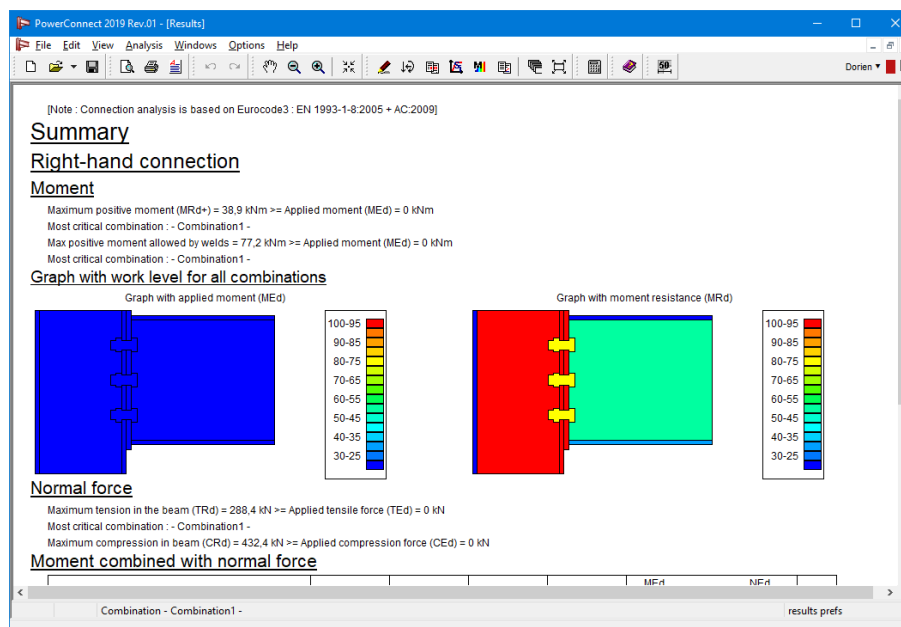 PowerConnect 2019 Rev.01 - [Results]
File Edit View Analysis Windows Options Help
50-
Dorien
[Note : Connection analysis is based on Eurocode3 : EN 1993-1-8:2005 + AC:2009]
Summary
Right-hand connection
Moment
Maximum positive moment (MRd+) = 38,9 kNm >= Applied moment (MEd) = 0 kNm
Most critical combination : - Combination1 -
Max positive moment allowed by welds = 77,2 kNm >= Applied moment (MEd) = 0 kNm
Most critical combination : - Combination1 -
Graph with work level for all combinations
Graph with applied moment (MEd)
100-95
90-85
80-75
70-65
60-55
50-45
40-35
30-25
Graph with moment resistance (MRd)
100-95
90-85
80-75
70-65
60-55
50-45
40-35
30-25
Normal force
Maximum tension in the beam (TRd) = 288,4 kN >= Applied tensile force (TEd) = 0 kN
Most critical combination : - Combination1 -
Maximum compression in beam (CRd) = 432,4 kN >= Applied compression force (CEd) = 0 kN
Moment combined with normal force
MEd NEd
Combination - Combination1 - results prefs